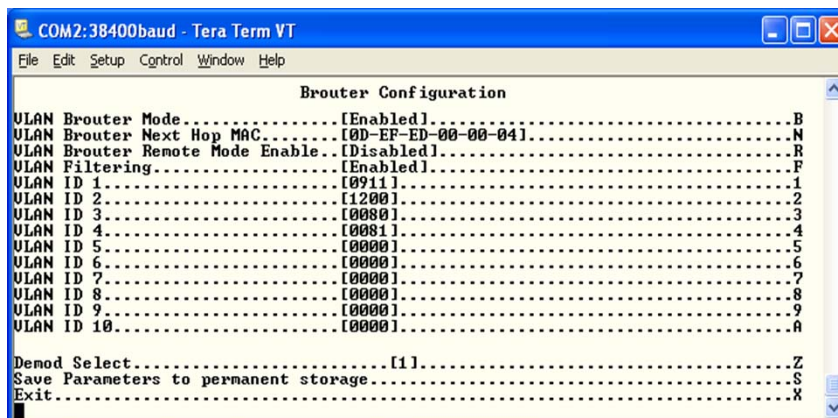 COM2:38400baud - Tera Term VT
File Edit Setup Control Window Help
Brouter Configuration
VLAN Brouter Mode.................[Enabled]......................................B
VLAN Brouter Next Hop MAC........[0D-EF-ED-00-00-04]............................N
VLAN Brouter Remote Mode Enable..[Disabled].....................................R
VLAN Filtering...................[Enabled]......................................F
VLAN ID 1........................[0911].........................................1
VLAN ID 2........................[1200].........................................2
VLAN ID 3........................[0080].........................................3
VLAN ID 4........................[0081].........................................4
VLAN ID 5........................[0000].........................................5
VLAN ID 6........................[0000].........................................6
VLAN ID 7........................[0000].........................................7
VLAN ID 8........................[0000].........................................8
VLAN ID 9........................[0000].........................................9
VLAN ID 10.......................[0000].........................................A
Demod Select.............................[1]....................................Z
Save Parameters to permanent storage............................................S
Exit............................................................................X